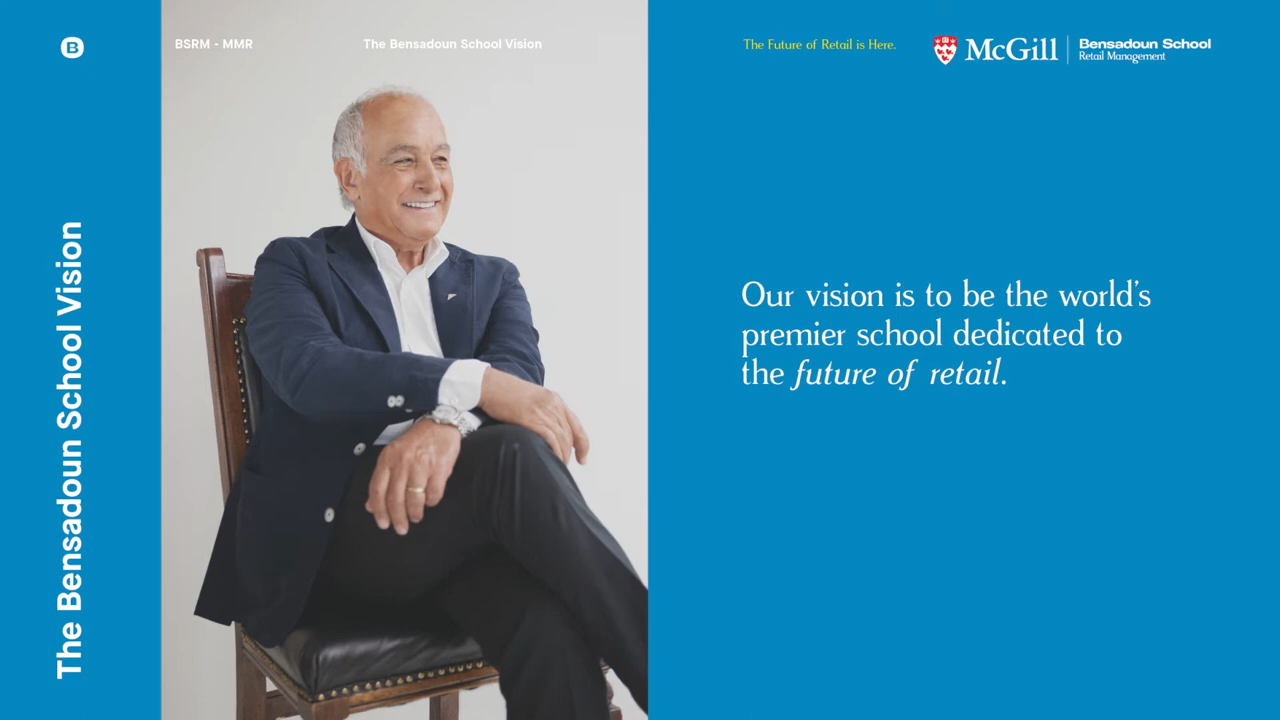 B
BSRM - MMR
The Bensadoun School Vision
The Future of Retail is Here.
McGill
Bensadoun School
Retail Management
The Bensadoun School Vision
Our vision is to be the world's
premier school dedicated to
the future of retail.